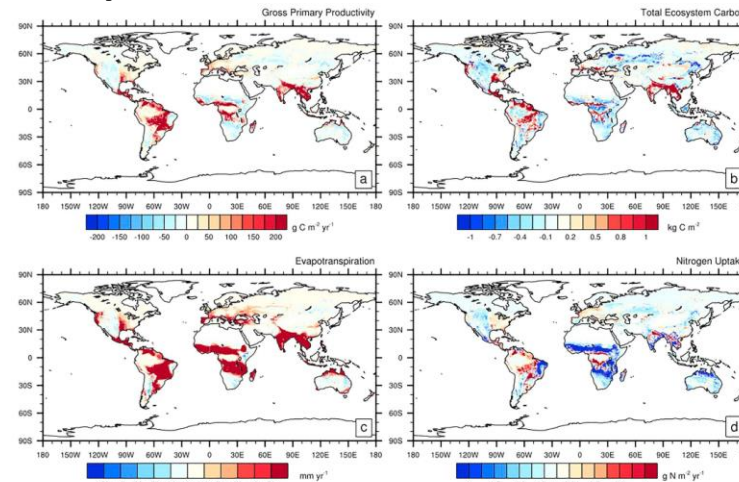 Gross Primary Productivity
90N
60N
30N
0
30S
60S
90S
180 150W 120W 90W 60W 30W 0 30E 60E 90E 120E 150E 180
a
-200 -150 -100 -50 0 50 100 150 200 g C m⁻² yr⁻¹
Total Ecosystem Carbo
90N
60N
30N
0
30S
60S
90S
180 150W 120W 90W 60W 30W 0 30E 60E 90E 120E 150E 180
b
-1 -0.7 -0.4 -0.1 0.2 0.5 0.8 1 kg C m⁻²
Evapotranspiration
90N
60N
30N
0
30S
60S
90S
180 150W 120W 90W 60W 30W 0 30E 60E 90E 120E 150E 180
c
mm yr⁻¹
Nitrogen Uptak
90N
60N
30N
0
30S
60S
90S
180 150W 120W 90W 60W 30W 0 30E 60E 90E 120E 150E
d
g N m⁻² yr⁻¹